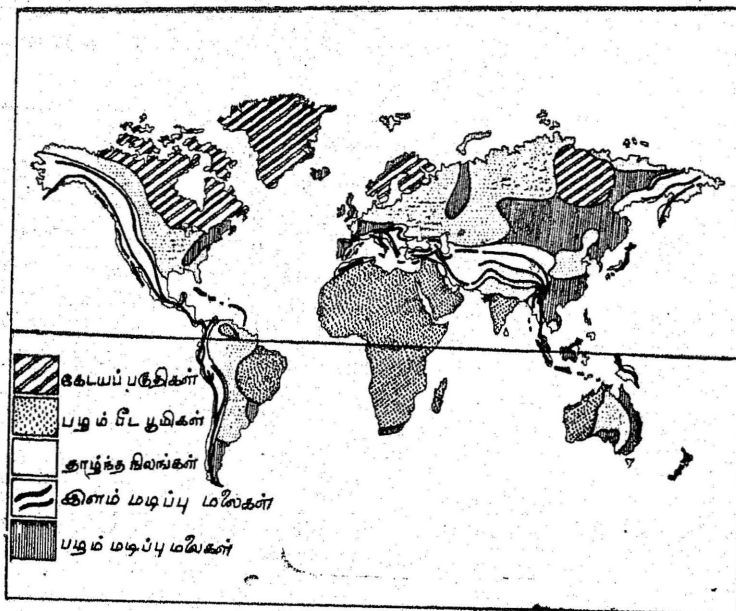 கேடயப் பகுதிகள்
பழம் பீட பூமிகள்
தாழ்ந்த நிலங்கள்
இளம் மடிப்பு மலைகள்
பழம் மடிப்பு மலைகள்